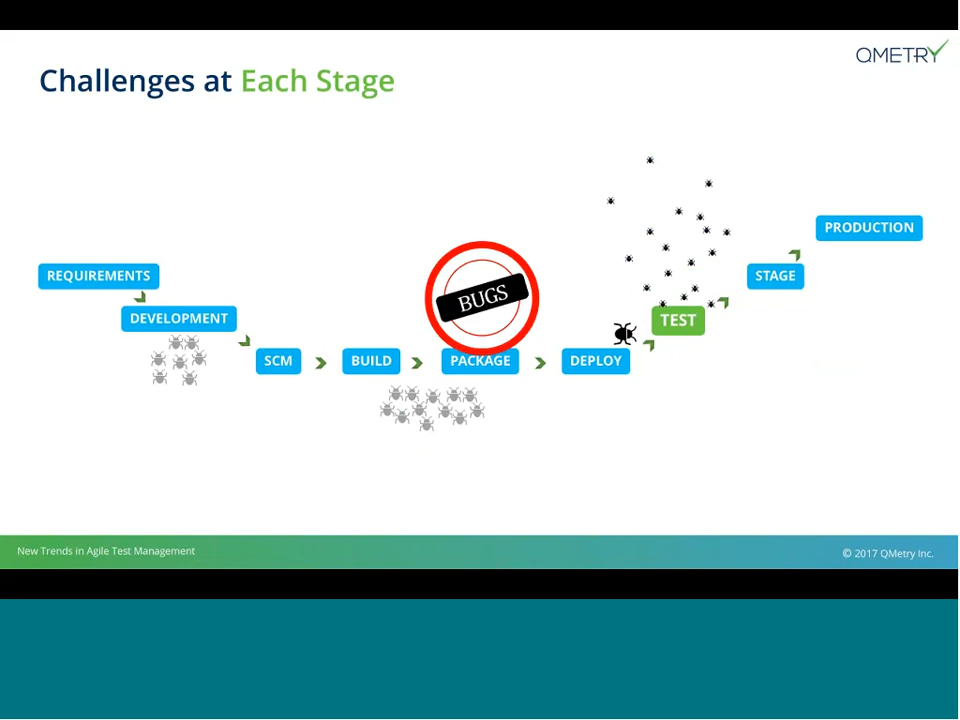 QMETRY
Challenges at Each Stage
PRODUCTION
REQUIREMENTS
STAGE
BUGS
DEVELOPMENT
TEST
SCM
BUILD
PACKAGE
DEPLOY
New Trends in Agile Test Management
© 2017 QMetry Inc.